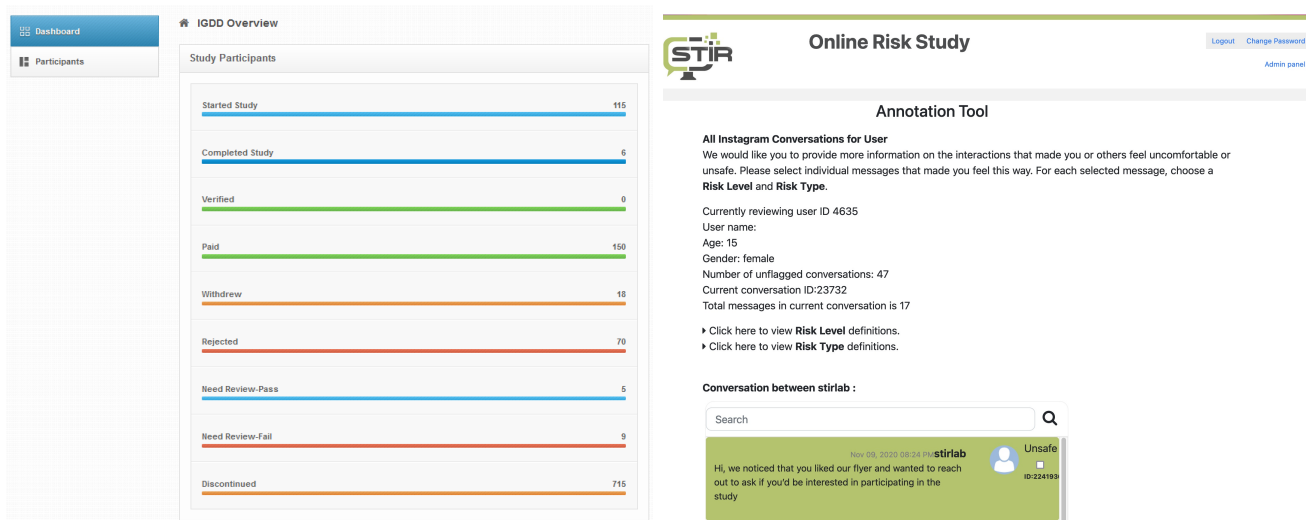 Dashboard
Participants
IGDD Overview
Study Participants
Started Study 115
Completed Study 6
Verified 0
Paid 150
Withdrew 18
Rejected 70
Need Review-Pass 5
Need Review-Fail 9
Discontinued 715
STIR
Online Risk Study
Logout Change Password
Admin panel
Annotation Tool
All Instagram Conversations for User
We would like you to provide more information on the interactions that made you or others feel uncomfortable or
unsafe. Please select individual messages that made you feel this way. For each selected message, choose a
Risk Level and Risk Type.
Currently reviewing user ID 4635
User name:
Age: 15
Gender: female
Number of unflagged conversations: 47
Current conversation ID:23732
Total messages in current conversation is 17
Click here to view Risk Level definitions.
Click here to view Risk Type definitions.
Conversation between stirlab :
Search
Nov 09, 2020 08:24 PM stirlab
Unsafe
Hi, we noticed that you liked our flyer and wanted to reach
out to ask if you'd be interested in participating in the
study